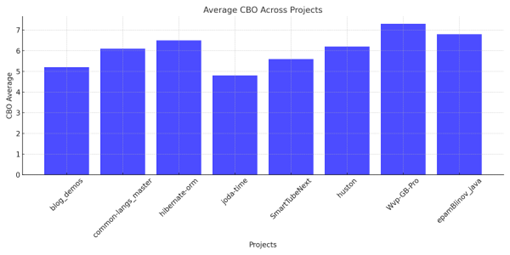 Average CBO Across Projects
CBO Average
7
6
5
4
3
2
1
0
blog_demos
common-langs_master
hibernate-orm
joda-time
SmartTubeNext
huston
Wvp-GB-Pro
epamBlinov_Java
Projects